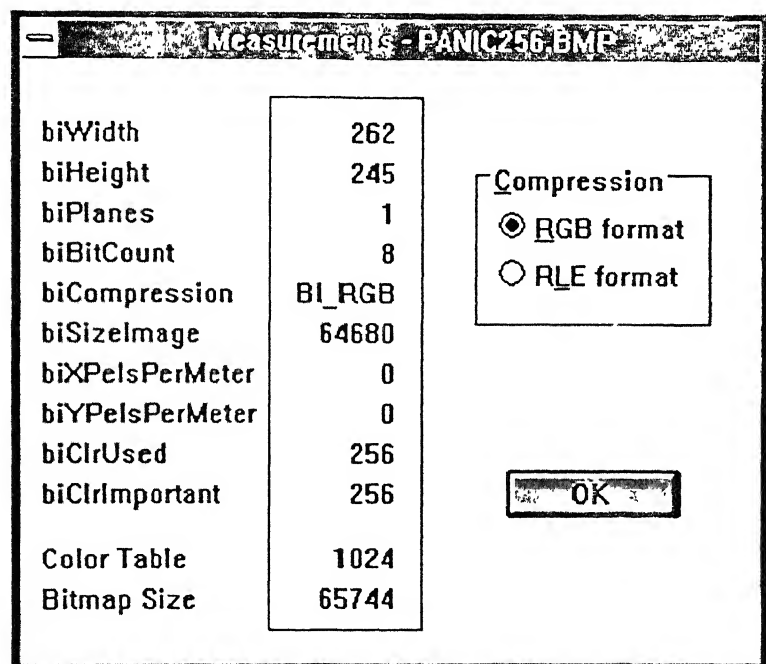 Measurements - PANIC256.BMP
biWidth 262
biHeight 245
biPlanes 1
biBitCount 8
biCompression BI_RGB
biSizeImage 64680
biXPelsPerMeter 0
biYPelsPerMeter 0
biClrUsed 256
biClrImportant 256
Color Table 1024
Bitmap Size 65744
Compression
RGB format
RLE format
OK